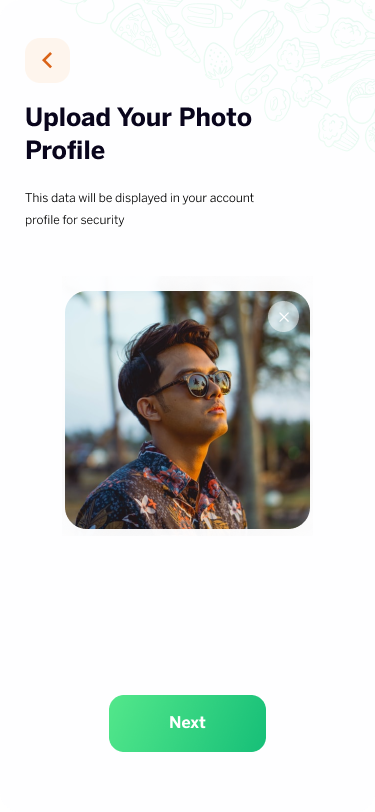 Upload Your Photo
Profile
This data will be displayed in your account
profile for security
Next